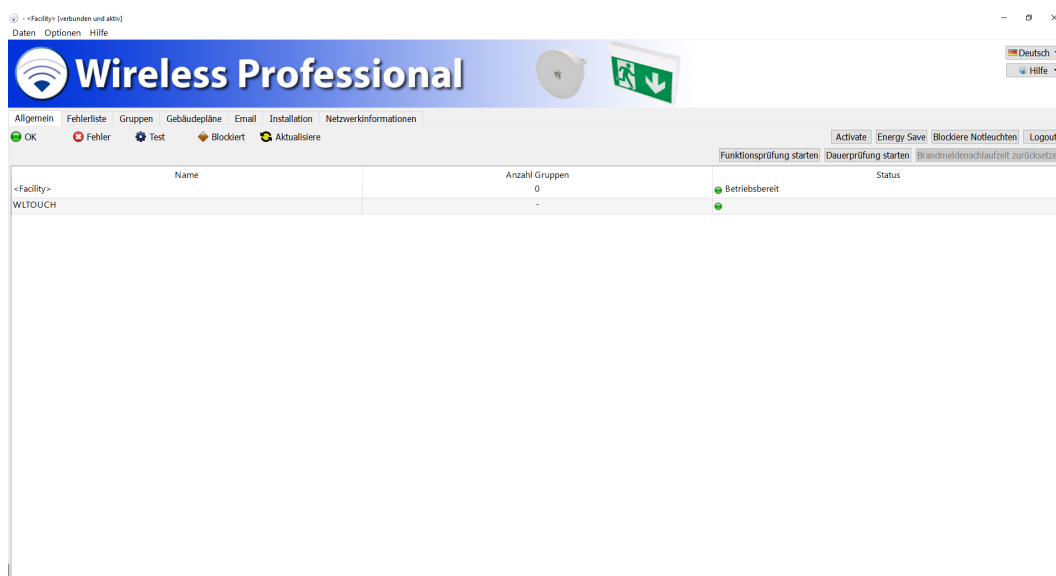 - <Facility> [verbunden und aktiv]
Daten Optionen Hilfe
Wireless Professional
Deutsch
Hilfe
Allgemein Fehlerliste Gruppen Gebäudepläne Email Installation Netzwerkinformationen
OK Fehler Test Blockiert Aktualisiere
Activate Energy Save Blockiere Notleuchten Logout
Funktionsprüfung starten Dauerprüfung starten Brandmeldenachlaufzeit zurücksetze
Name Anzahl Gruppen Status
<Facility> 0 Betriebsbereit
WLTOUCH -